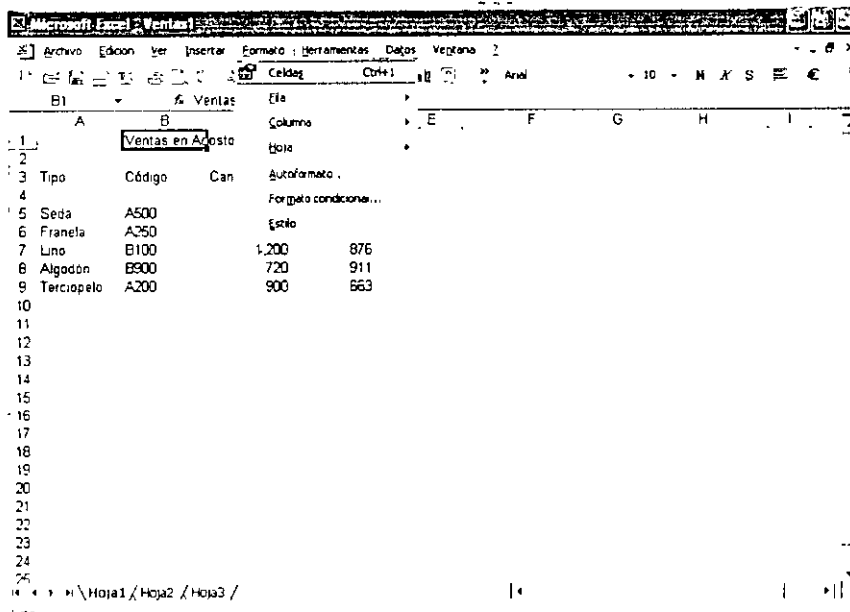 Microsoft Excel - Ventas1
Archivo Edición Ver Insertar Formato Herramientas Datos Ventana ?
Celdas Ctrl+1
Arial 10 N K S €
B1 fx Ventas
Fila
Columna
Hoja
Autoformato
Formato condicional...
Estilo
A B E F G H I
1 Ventas en Agosto
2
3 Tipo Código Can
4
5 Seda A500
6 Franela A250
7 Lino B100 1,200 876
8 Algodón B900 720 911
9 Terciopelo A200 900 663
10
11
12
13
14
15
16
17
18
19
20
21
22
23
24
25
Hoja1 / Hoja2 / Hoja3 /